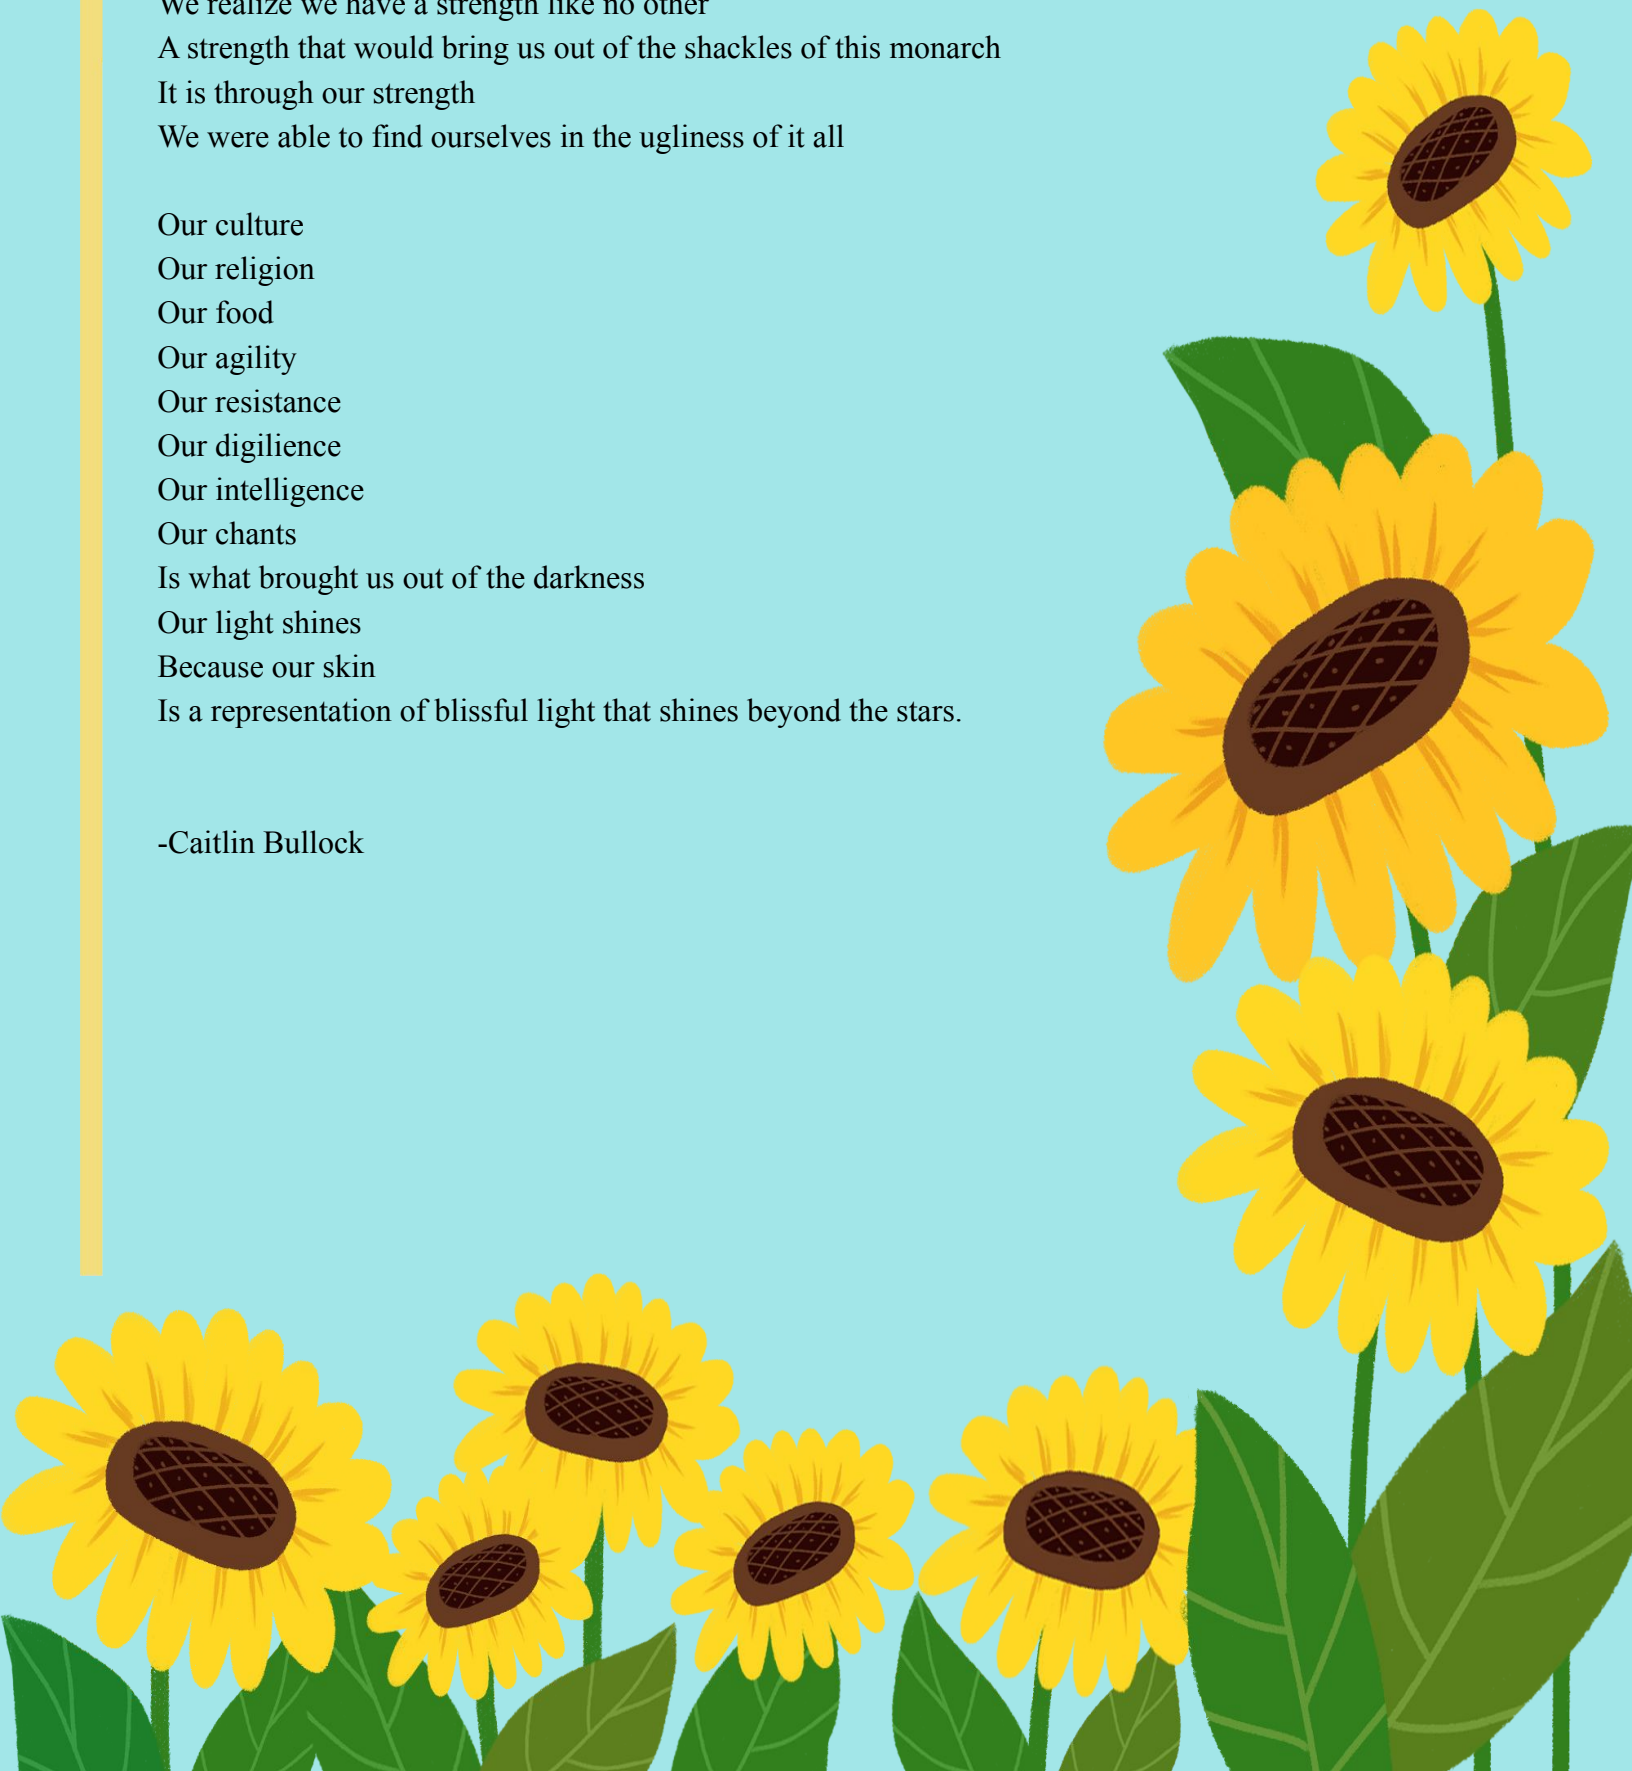 We realize we have a strength like no other
A strength that would bring us out of the shackles of this monarch
It is through our strength
We were able to find ourselves in the ugliness of it all
Our culture
Our religion
Our food
Our agility
Our resistance
Our digilience
Our intelligence
Our chants
Is what brought us out of the darkness
Our light shines
Because our skin
Is a representation of blissful light that shines beyond the stars.
-Caitlin Bullock